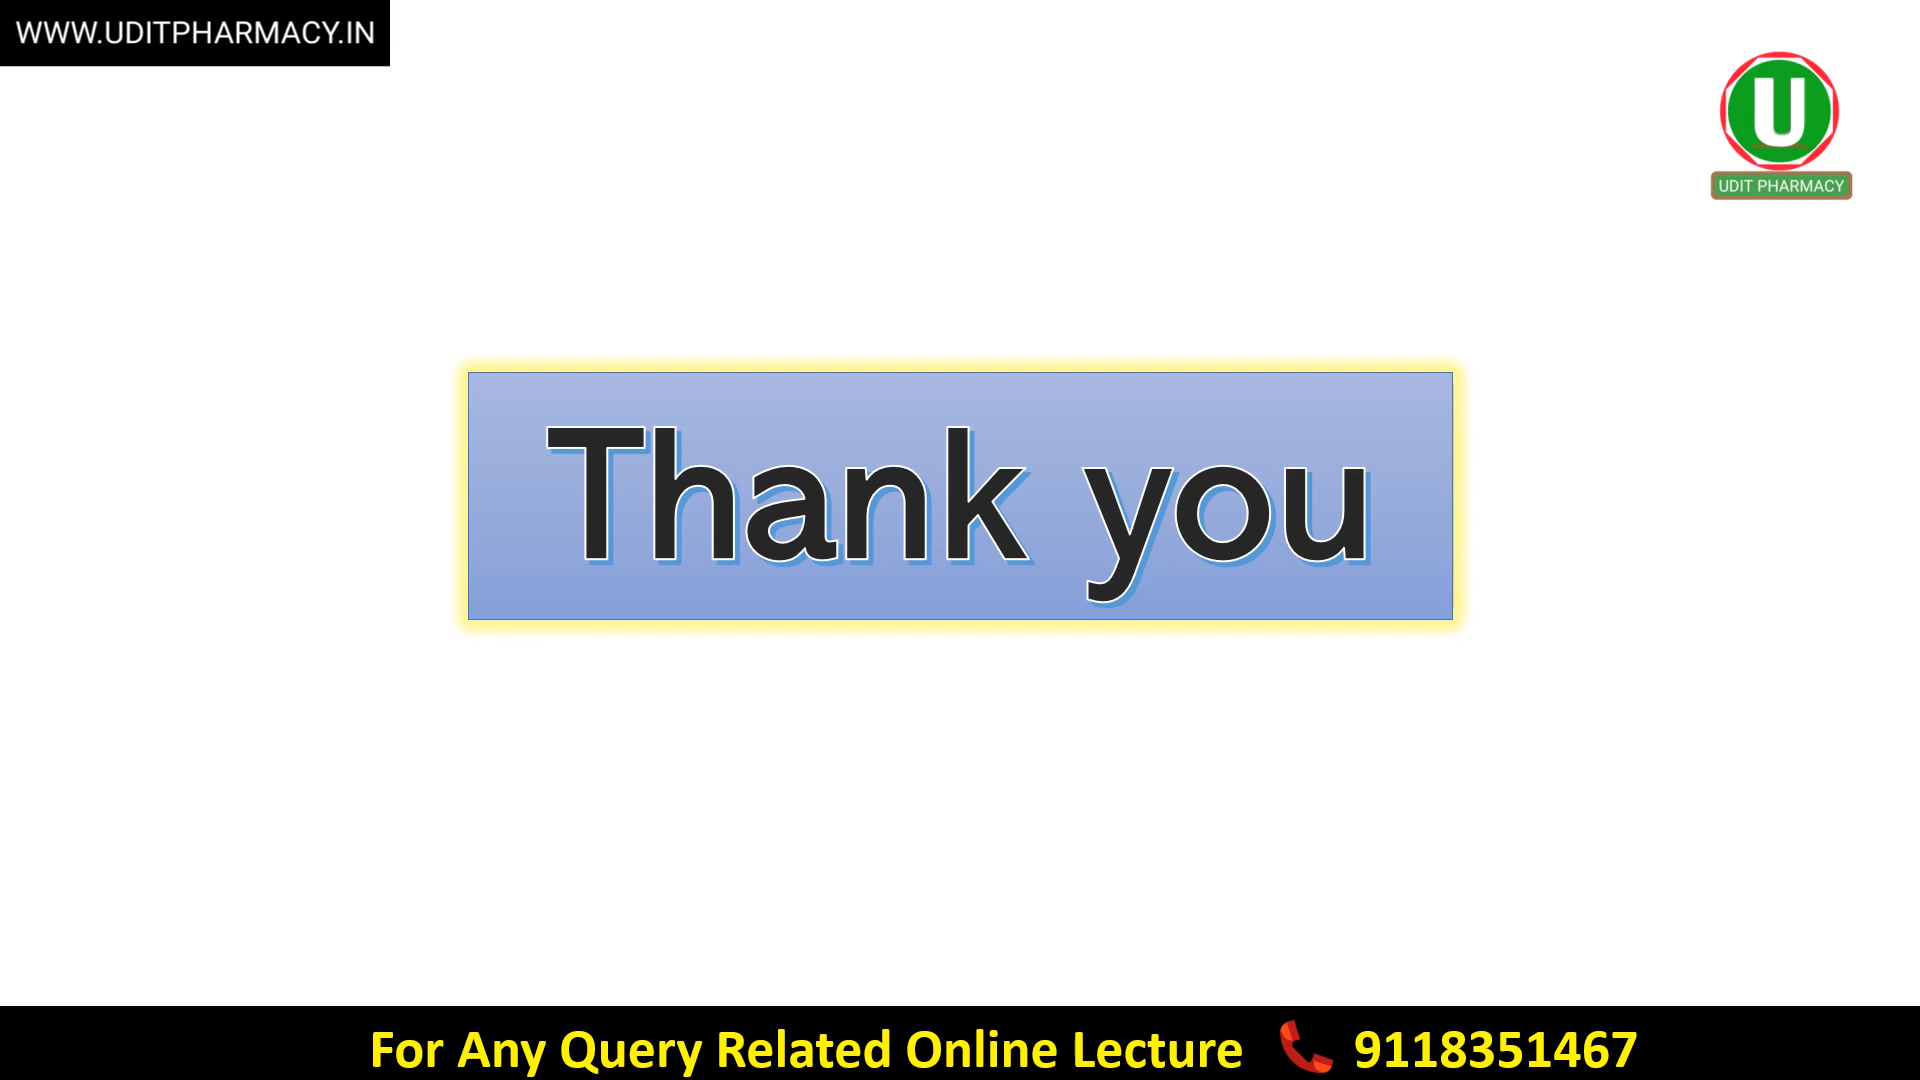 WWW.UDITPHARMACY.IN
U
UDIT PHARMACY
Thank you
For Any Query Related Online Lecture 9118351467